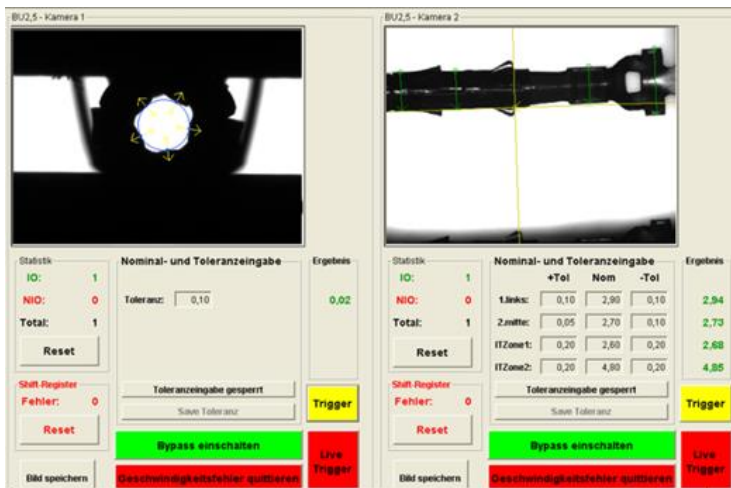 BU2,5 - Kamera 1
Statistik
IO: 1
NIO: 0
Total: 1
Reset
Shift-Register
Fehler: 0
Reset
Bild speichern
Nominal- und Toleranzeingabe
Toleranz: 0,10
Toleranzeingabe gesperrt
Save Toleranz
Bypass einschalten
Geschwindigkeitsfehler quittieren
Ergebnis
0,02
Trigger
Live
Trigger
BU2,5 - Kamera 2
Statistik
IO: 1
NIO: 0
Total: 1
Reset
Shift-Register
Fehler: 0
Reset
Bild speichern
Nominal- und Toleranzeingabe
+Tol Nom -Tol
1.links: 0,10 2,90 0,10
2.mitte: 0,05 2,70 0,10
ITZone1: 0,20 2,60 0,20
ITZone2: 0,20 4,80 0,20
Toleranzeingabe gesperrt
Save Toleranz
Bypass einschalten
Geschwindigkeitsfehler quittieren
Ergebnis
2,94
2,73
2,68
4,85
Trigger
Live
Trigger